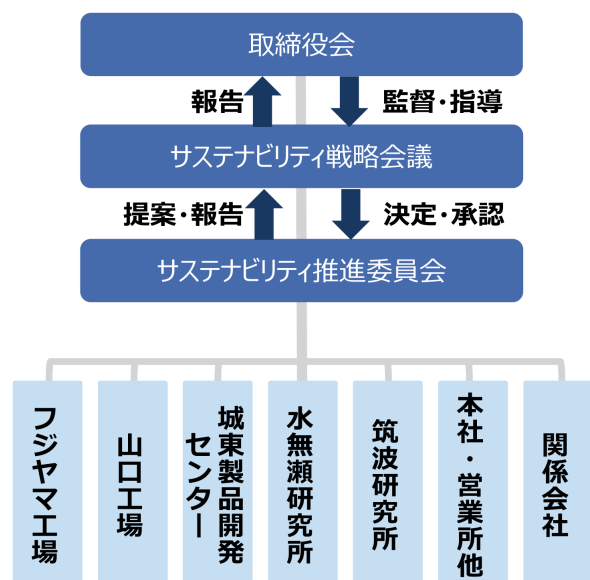 取締役会
報告
監督・指導
サステナビリティ戦略会議
提案・報告
決定・承認
サステナビリティ推進委員会
フジヤマ工場
山口工場
城東製品開発
センター
水無瀬研究所
筑波研究所
本社・営業所他
関係会社